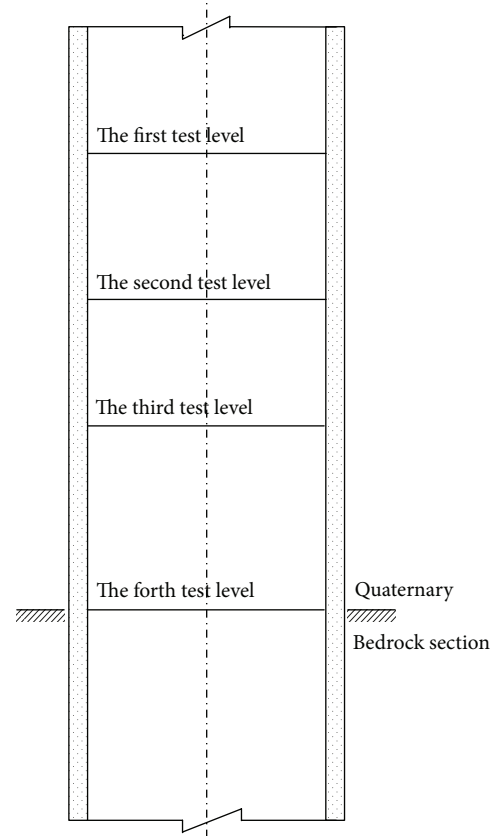 The first test level
The second test level
The third test level
The forth test level
Quaternary
Bedrock section